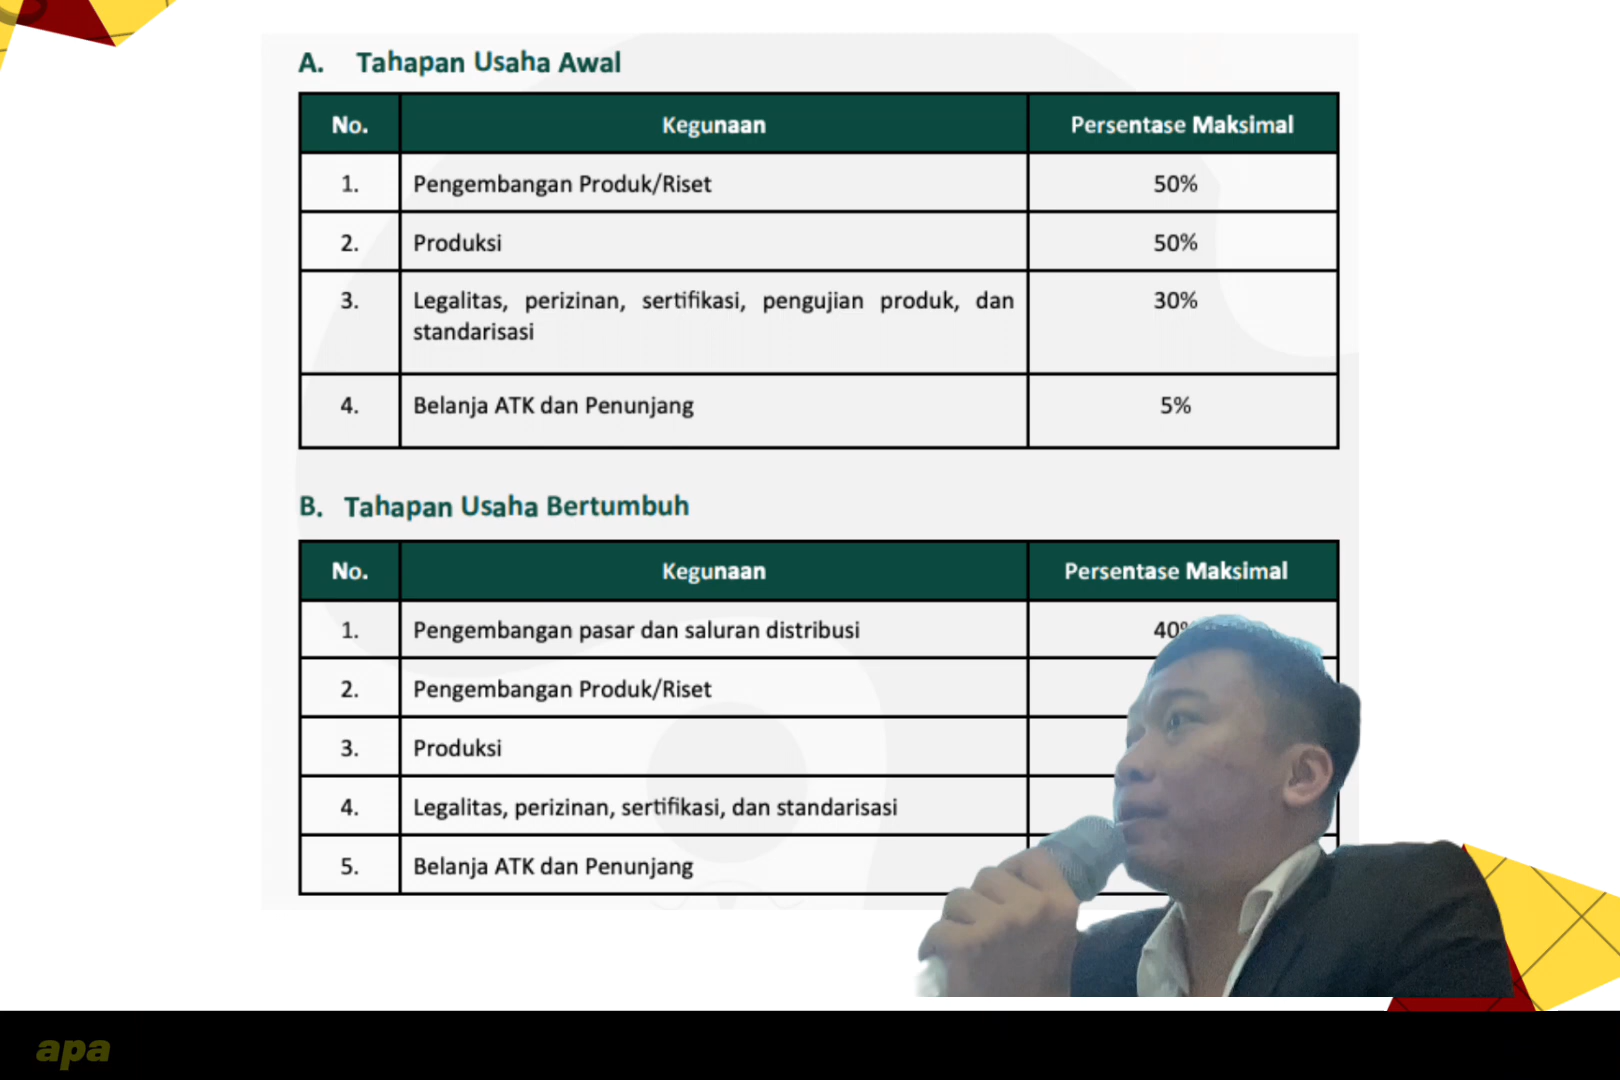 A. Tahapan Usaha Awal
No. Kegunaan Persentase Maksimal
1. Pengembangan Produk/Riset 50%
2. Produksi 50%
3. Legalitas, perizinan, sertifikasi, pengujian produk, dan 30%
standarisasi
4. Belanja ATK dan Penunjang 5%
B. Tahapan Usaha Bertumbuh
No. Kegunaan Persentase Maksimal
1. Pengembangan pasar dan saluran distribusi 40%
2. Pengembangan Produk/Riset
3. Produksi
4. Legalitas, perizinan, sertifikasi, dan standarisasi
5. Belanja ATK dan Penunjang
apa